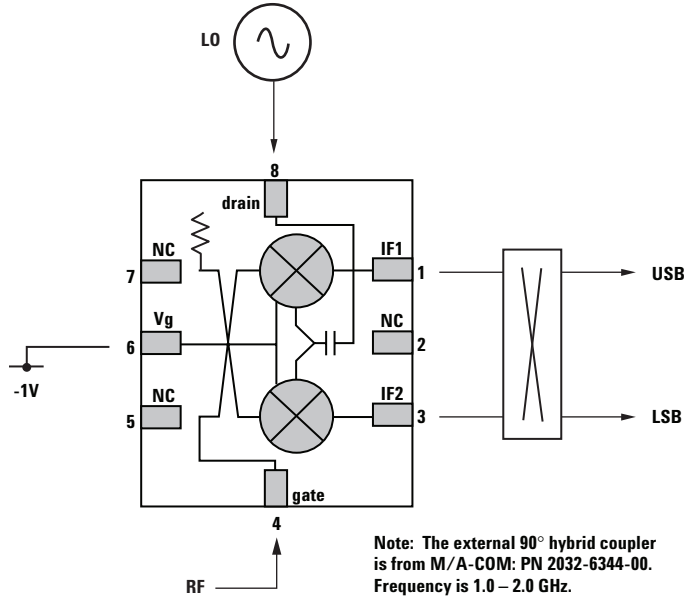 LO
8
drain
NC
7
IF1
1
USB
Vg
6
NC
2
-1V
NC
5
IF2
3
LSB
gate
4
RF
Note: The external 90° hybrid coupler
is from M/A-COM: PN 2032-6344-00.
Frequency is 1.0 – 2.0 GHz.